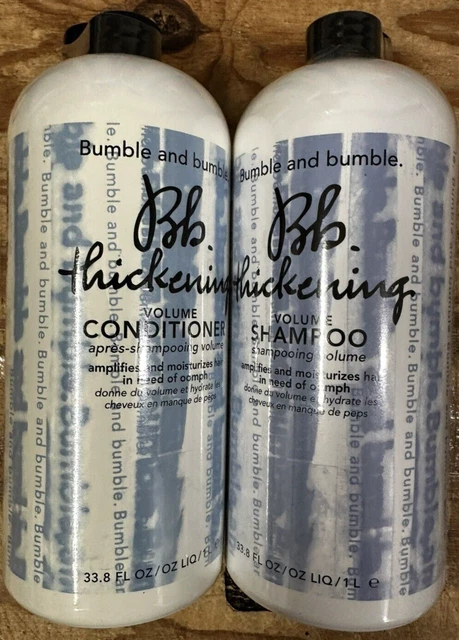 Bumble and bumble.
Bb.
thickening
VOLUME
CONDITIONER
après-shampooing volume
amplifies and moisturizes hair
in need of oomph
donne du volume et hydrate les
cheveux en manque de peps
33.8 FL OZ/OZ LIQ/1 L
Bumble and bumble.
Bb.
thickening
VOLUME
SHAMPOO
shampooing volume
amplifies and moisturizes hai
in need of oomph
donne du volume et hydrate les
cheveux en manque de peps
33.8 FL OZ/OZ LIQ/1 L e